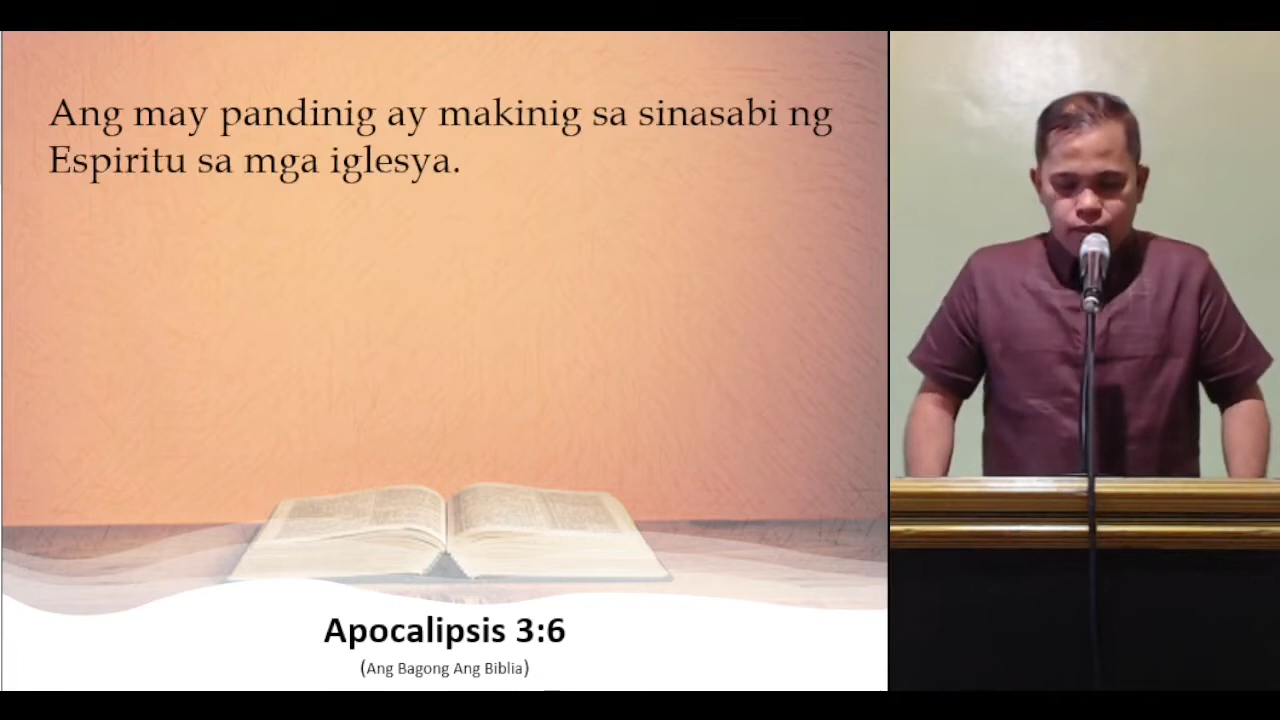 Ang may pandinig ay makinig sa sinasabi ng
Espiritu sa mga iglesya.
Apocalipsis 3:6
(Ang Bagong Ang Biblia)